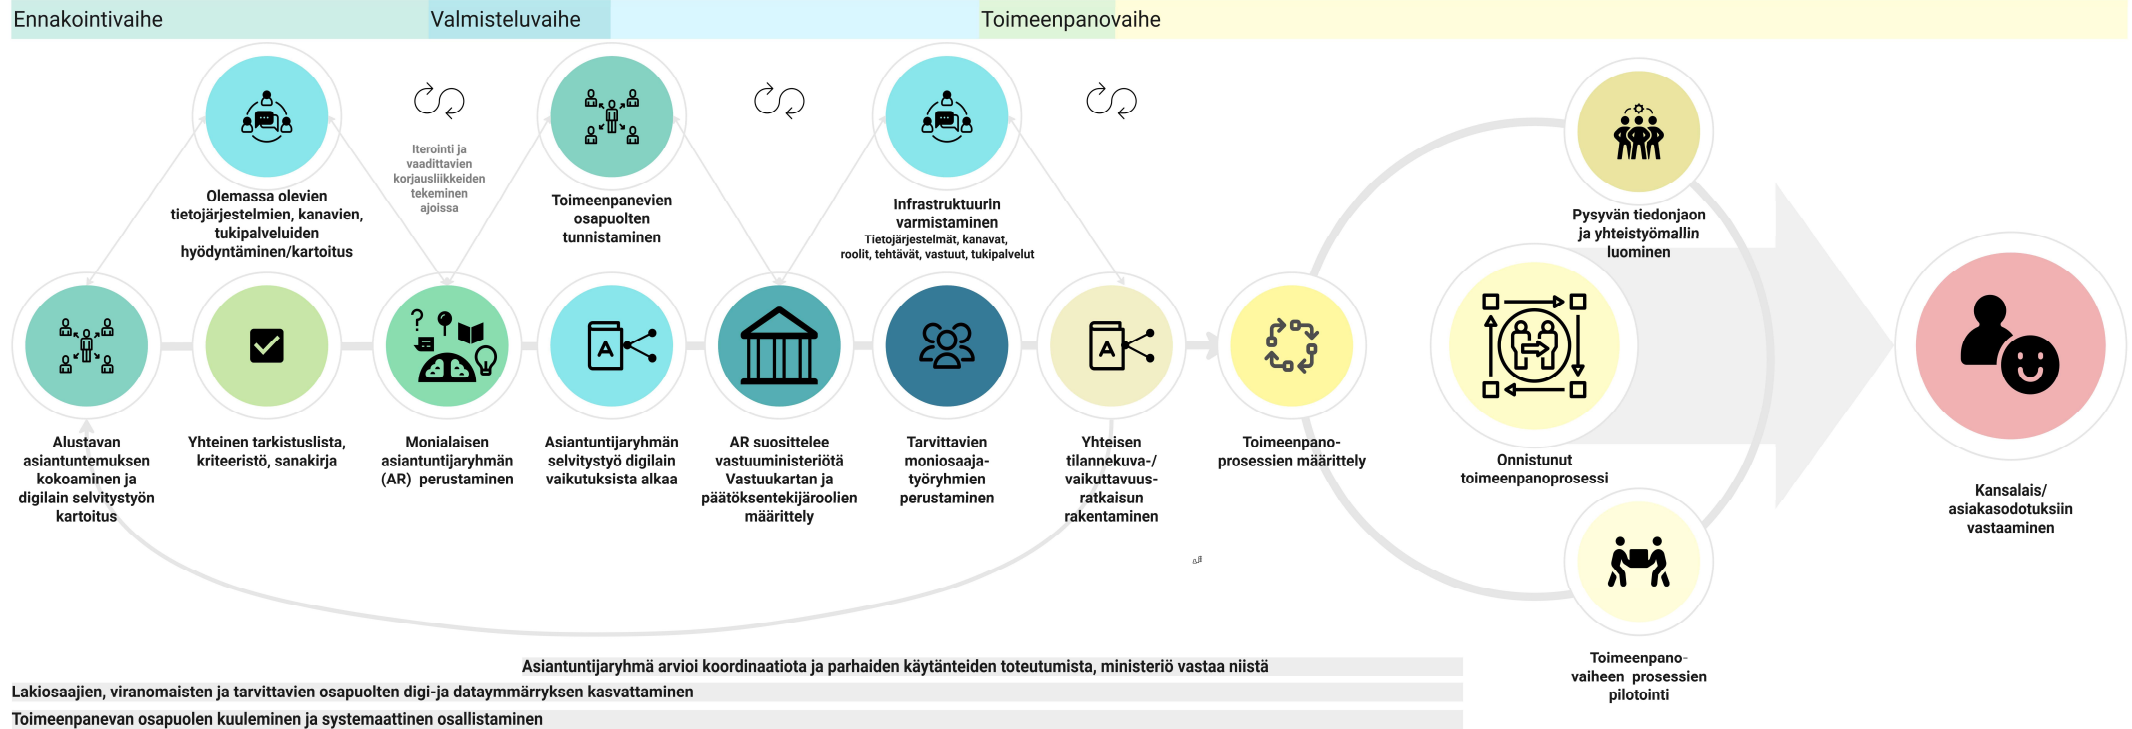 Ennakointivaihe
Valmisteluvaihe
Toimeenpanovaihe
Olemassa olevien
tietojärjestelmien, kanavien,
tukipalveluiden
hyödyntäminen/kartoitus
Iterointi ja
vaadittavien
korjausliikkeiden
tekeminen
ajoissa
Toimeenpanevien
osapuolten
tunnistaminen
Infrastruktuurin
varmistaminen
Tietojärjestelmät, kanavat,
roolit, tehtävät, vastuut, tukipalvelut
Pysyvän tiedonjaon
ja yhteistyömallin
luominen
Alustavan
asiantuntemuksen
kokoaminen ja
digilain selvitystyön
kartoitus
Yhteinen tarkistuslista,
kriteeristö, sanakirja
Monialaisen
asiantuntijaryhmän
(AR) perustaminen
Asiantuntijaryhmän
selvitystyö digilain
vaikutuksista alkaa
AR suosittelee
vastuuministeriötä
Vastuukartan ja
päätöksentekijäroolien
määrittely
Tarvittavien
moniosaaja-
työryhmien
perustaminen
Yhteisen
tilannekuva-/
vaikuttavuus-
ratkaisun
rakentaminen
Toimeenpano-
prosessien määrittely
Onnistunut
toimeenpanoprosessi
Kansalais/
asiakasodotuksiin
vastaaminen
Toimeenpano-
vaiheen prosessien
pilotointi
Asiantuntijaryhmä arvioi koordinaatiota ja parhaiden käytänteiden toteutumista, ministeriö vastaa niistä
Lakiosaajien, viranomaisten ja tarvittavien osapuolten digi-ja dataymmärryksen kasvattaminen
Toimeenpanevan osapuolen kuuleminen ja systemaattinen osallistaminen